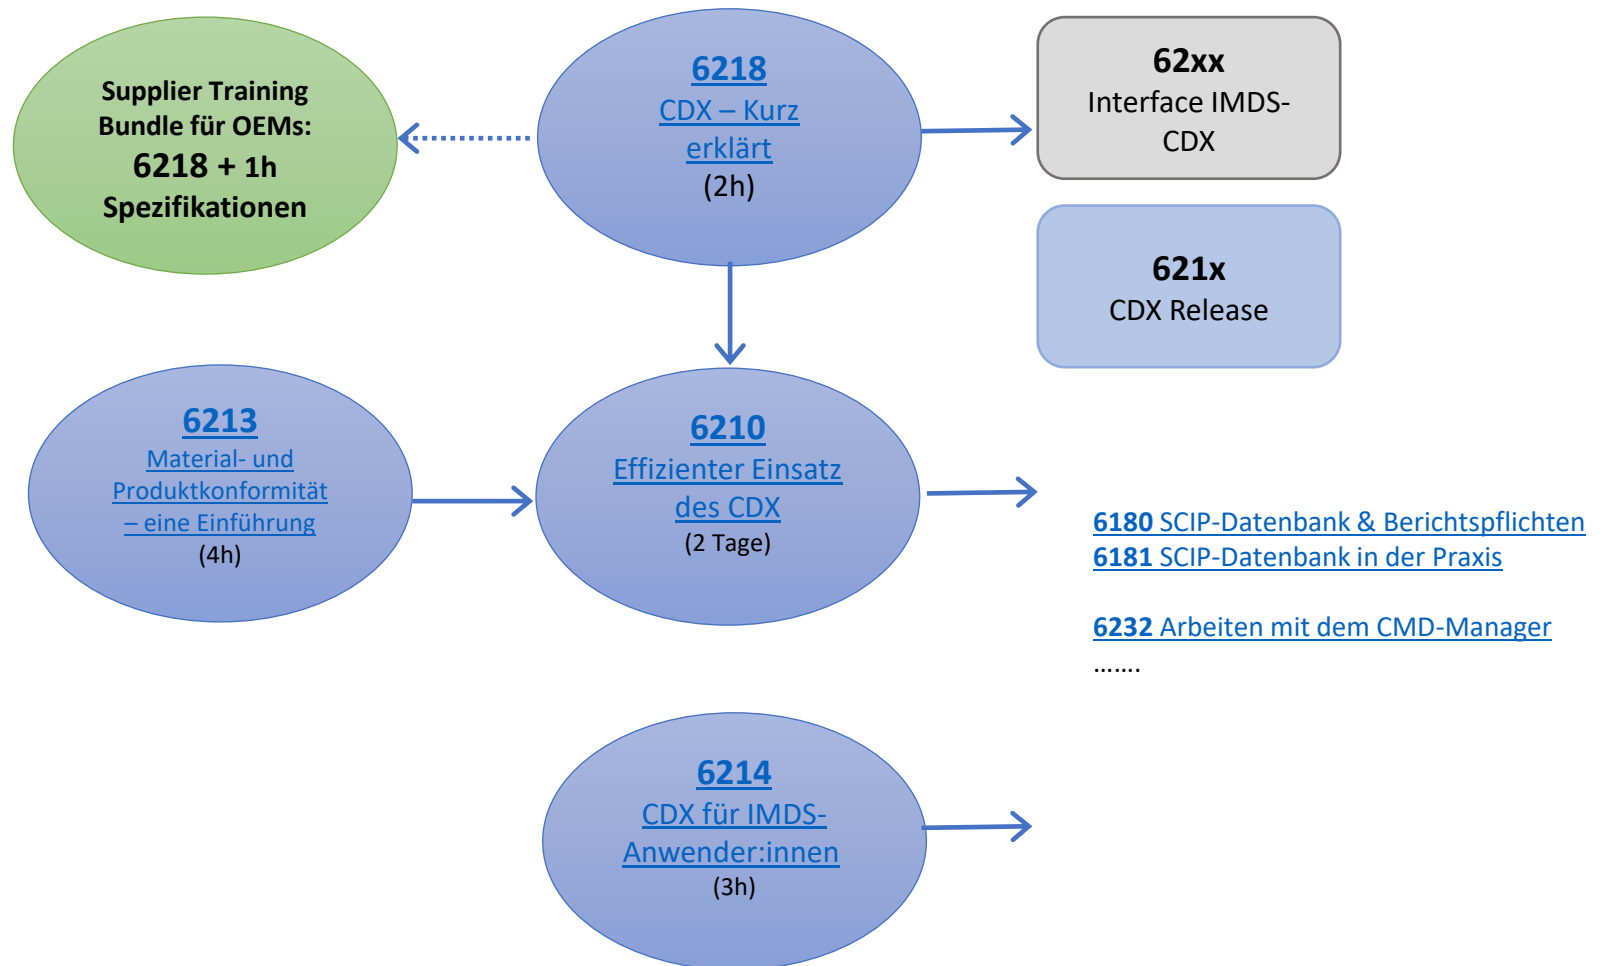 Supplier Training
Bundle für OEMs:
6218 + 1h
Spezifikationen
6218
CDX – Kurz
erklärt
(2h)
62xx
Interface IMDS-
CDX
621x
CDX Release
6213
Material- und
Produktkonformität
– eine Einführung
(4h)
6210
Effizienter Einsatz
des CDX
(2 Tage)
6180 SCIP-Datenbank & Berichtspflichten
6181 SCIP-Datenbank in der Praxis
6232 Arbeiten mit dem CMD-Manager
…….
6214
CDX für IMDS-
Anwender:innen
(3h)